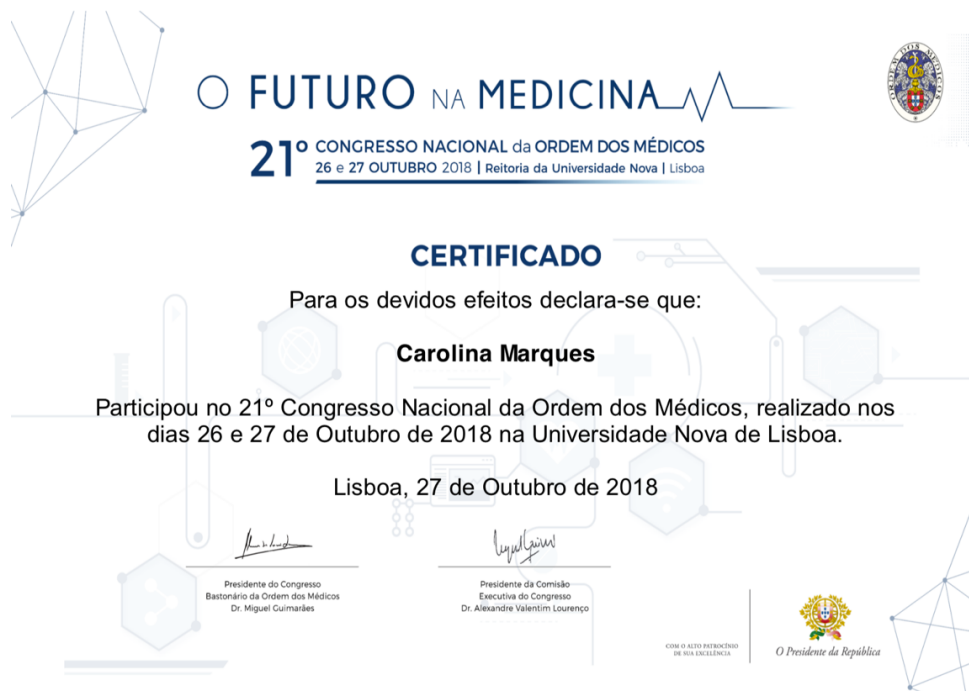 ORDEM DOS MÉDICOS
O FUTURO NA MEDICINA
21º CONGRESSO NACIONAL da ORDEM DOS MÉDICOS
26 e 27 OUTUBRO 2018 | Reitoria da Universidade Nova | Lisboa
CERTIFICADO
Para os devidos efeitos declara-se que:
Carolina Marques
Participou no 21º Congresso Nacional da Ordem dos Médicos, realizado nos
dias 26 e 27 de Outubro de 2018 na Universidade Nova de Lisboa.
Lisboa, 27 de Outubro de 2018
Presidente do Congresso
Bastonário da Ordem dos Médicos
Dr. Miguel Guimarães
Presidente da Comisão
Executiva do Congresso
Dr. Alexandre Valentim Lourenço
COM O ALTO PATROCÍNIO
DE SUA EXCELÊNCIA
O Presidente da República